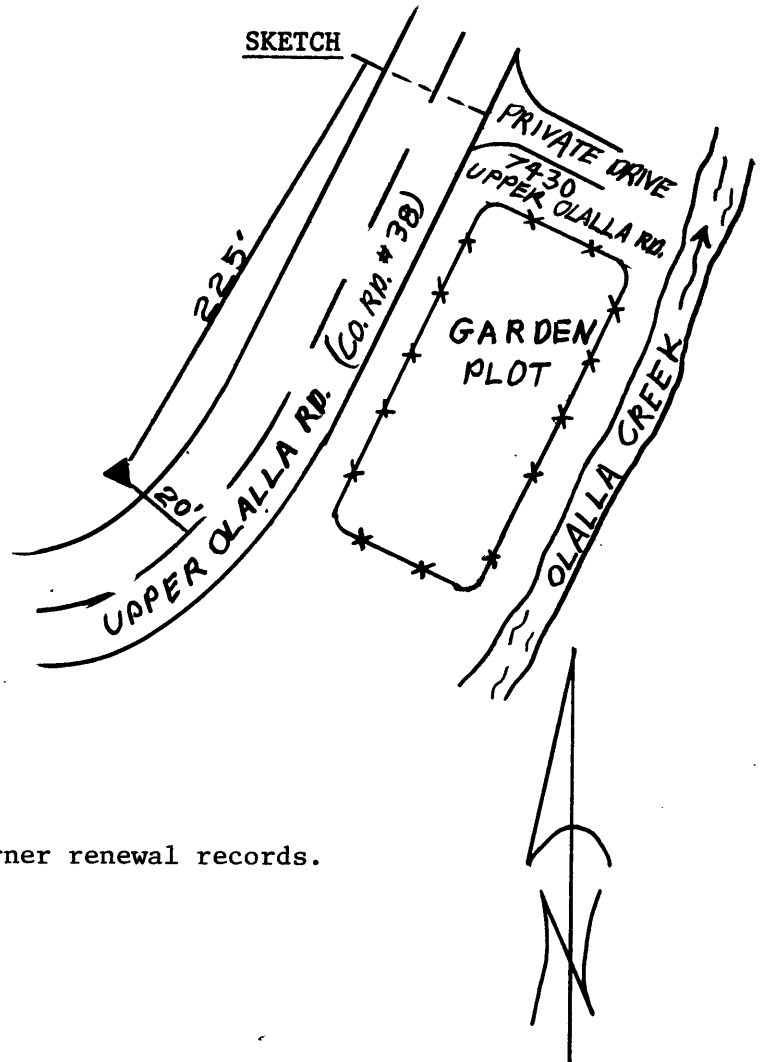 SKETCH
PRIVATE DRIVE
7430
UPPER OLALLA RD.
225'
(CO. RD. #38)
GARDEN
PLOT
20'
UPPER OLALLA RD.
OLALLA CREEK
rner renewal records.
N